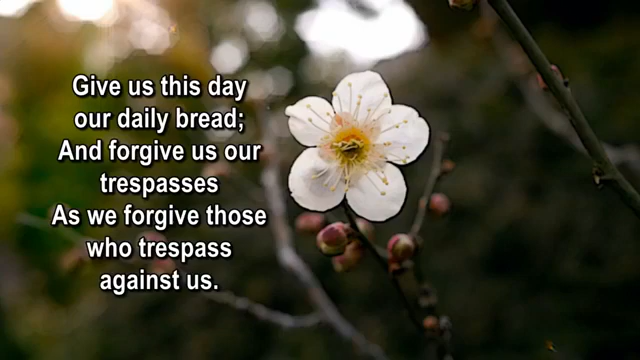 Give us this day
our daily bread;
And forgive us our
trespasses
As we forgive those
who trespass
against us.